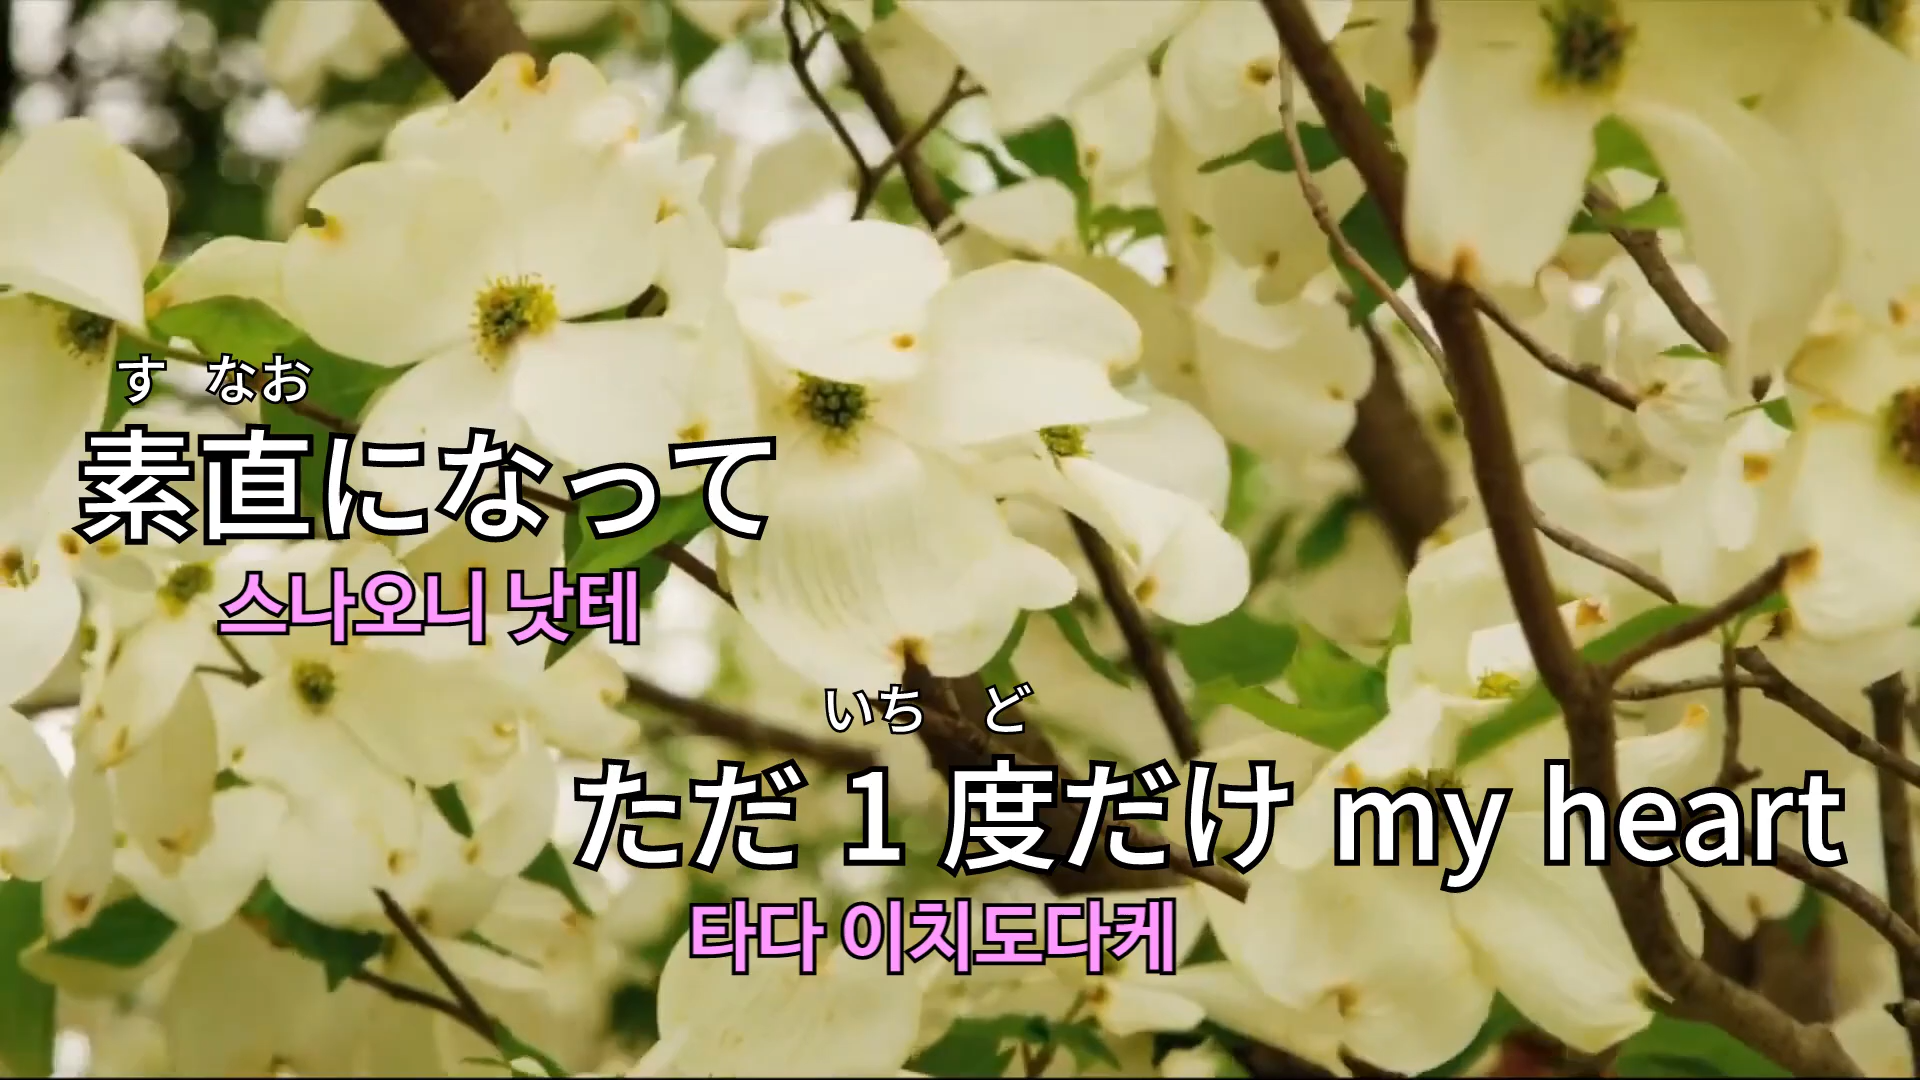 す なお
素直になって
스나오니 낫테
いち ど
ただ 1 度だけ my heart
타다 이치도다케